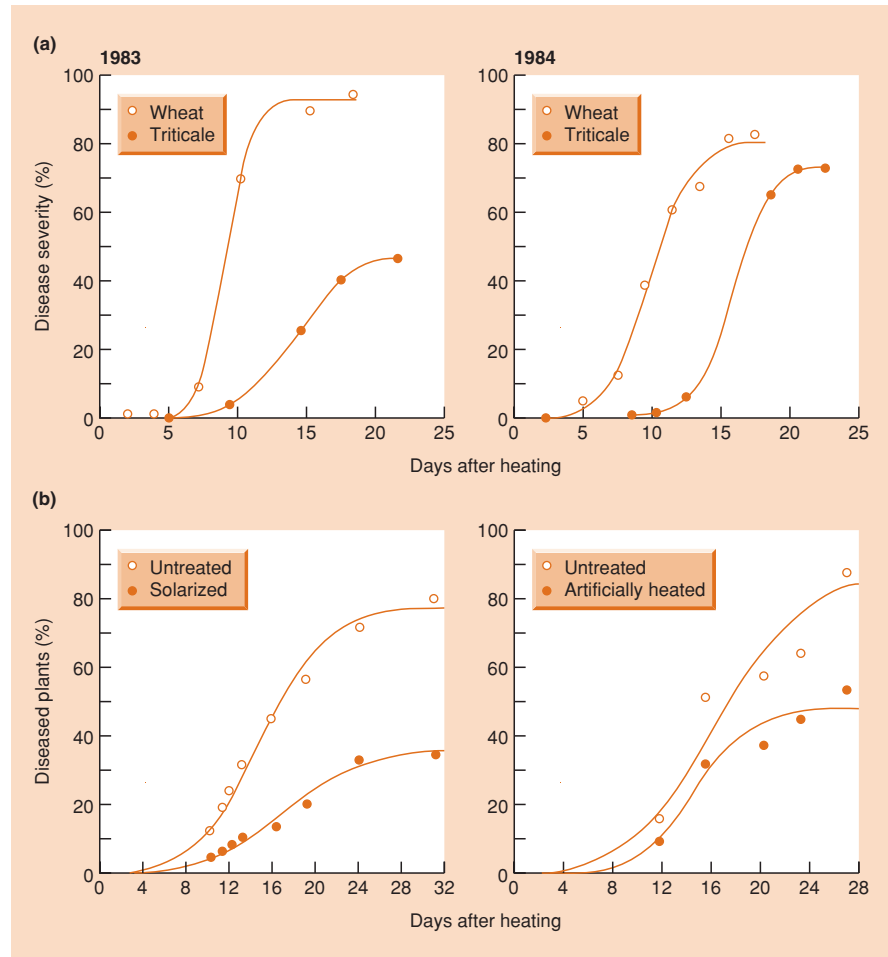 (a)
1983
100
80
60
40
20
0
Disease severity (%)
Wheat
Triticale
0 5 10 15 20 25
1984
100
80
60
40
20
0
Wheat
Triticale
0 5 10 15 20 25
Days after heating
(b)
100
80
60
40
20
0
Diseased plants (%)
Untreated
Solarized
0 4 8 12 16 20 24 28 32
100
80
60
40
20
0
Untreated
Artificially heated
0 4 8 12 16 20 24 28
Days after heating